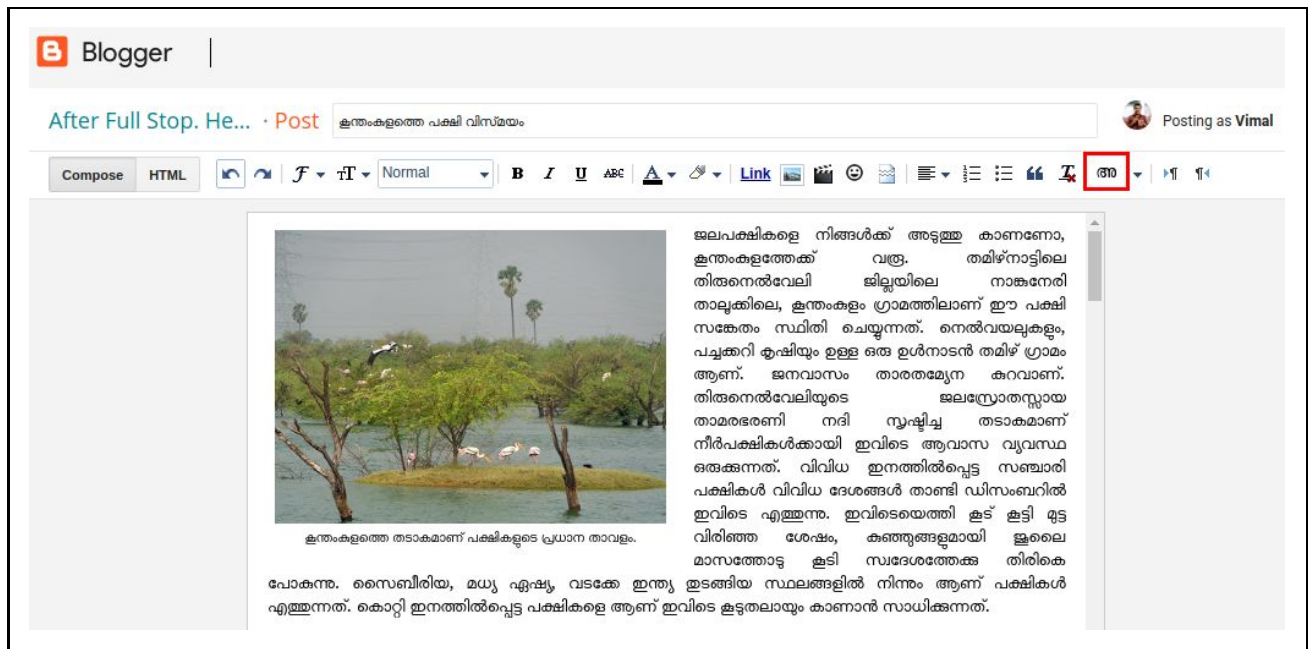 Blogger
After Full Stop. He... · Post കൂന്തംകുളത്തെ പക്ഷി വിസ്മയം Posting as Vimal
Compose HTML F T Normal B I U ABC A Link അ
ജലപക്ഷികളെ നിങ്ങൾക്ക് അടുത്തു കാണണോ,
കൂന്തംകുളത്തേക്ക് വരൂ. തമിഴ്നാട്ടിലെ
തിരുനെൽവേലി ജില്ലയിലെ നാങ്കുനേരി
താലൂക്കിലെ, കൂന്തംകുളം ഗ്രാമത്തിലാണ് ഈ പക്ഷി
സങ്കേതം സ്ഥിതി ചെയ്യുന്നത്. നെൽവയലുകളും,
പച്ചക്കറി കൃഷിയും ഉള്ള ഒരു ഉൾനാടൻ തമിഴ് ഗ്രാമം
ആണ്. ജനവാസം താരതമ്യേന കുറവാണ്.
തിരുനെൽവേലിയുടെ ജലസ്രോതസ്സായ
താമരഭരണി നദി സൃഷ്ടിച്ച തടാകമാണ്
നീർപക്ഷികൾക്കായി ഇവിടെ ആവാസ വ്യവസ്ഥ
ഒരുക്കുന്നത്. വിവിധ ഇനത്തിൽപ്പെട്ട സഞ്ചാരി
പക്ഷികൾ വിവിധ ദേശങ്ങൾ താണ്ടി ഡിസംബറിൽ
ഇവിടെ എത്തുന്നു. ഇവിടെയെത്തി കൂട് കൂട്ടി മുട്ട
വിരിഞ്ഞ ശേഷം, കുഞ്ഞുങ്ങളുമായി ജൂലൈ
മാസത്തോടു കൂടി സ്വദേശത്തേക്കു തിരികെ
പോകുന്നു. സൈബീരിയ, മധ്യ ഏഷ്യ, വടക്കേ ഇന്ത്യ തുടങ്ങിയ സ്ഥലങ്ങളിൽ നിന്നും ആണ് പക്ഷികൾ
എത്തുന്നത്. കൊറ്റി ഇനത്തിൽപ്പെട്ട പക്ഷികളെ ആണ് ഇവിടെ കൂടുതലായും കാണാൻ സാധിക്കുന്നത്.
കൂന്തംകുളത്തെ തടാകമാണ് പക്ഷികളുടെ പ്രധാന താവളം.